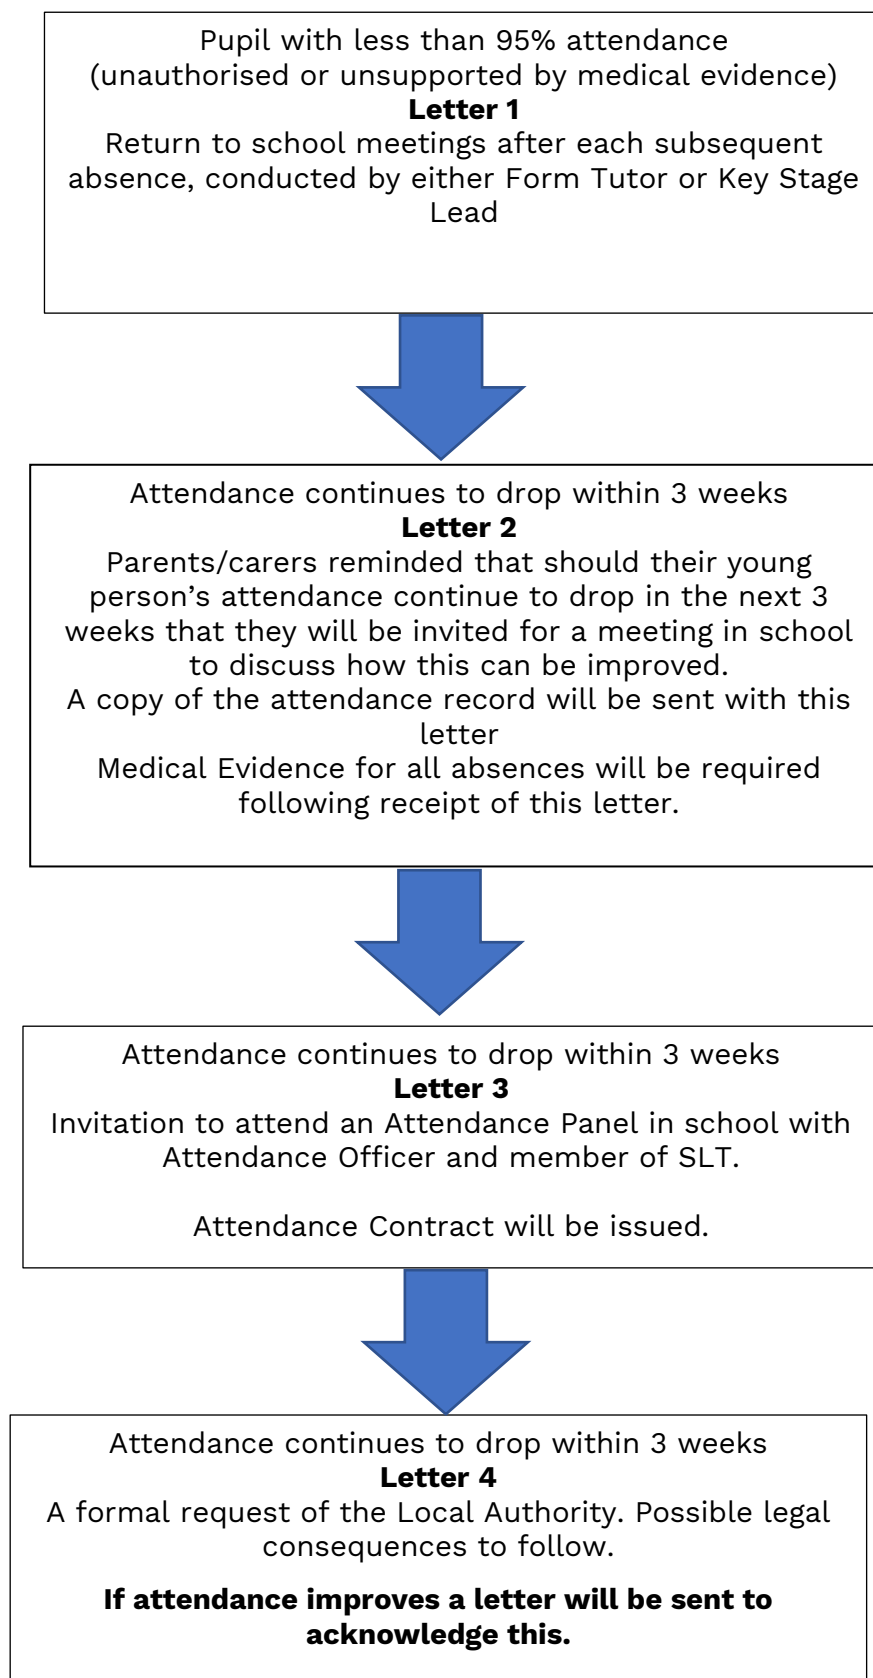 Pupil with less than 95% attendance
(unauthorised or unsupported by medical evidence)
Letter 1
Return to school meetings after each subsequent
absence, conducted by either Form Tutor or Key Stage
Lead
Attendance continues to drop within 3 weeks
Letter 2
Parents/carers reminded that should their young
person’s attendance continue to drop in the next 3
weeks that they will be invited for a meeting in school
to discuss how this can be improved.
A copy of the attendance record will be sent with this
letter
Medical Evidence for all absences will be required
following receipt of this letter.
Attendance continues to drop within 3 weeks
Letter 3
Invitation to attend an Attendance Panel in school with
Attendance Officer and member of SLT.
Attendance Contract will be issued.
Attendance continues to drop within 3 weeks
Letter 4
A formal request of the Local Authority. Possible legal
consequences to follow.
If attendance improves a letter will be sent to
acknowledge this.